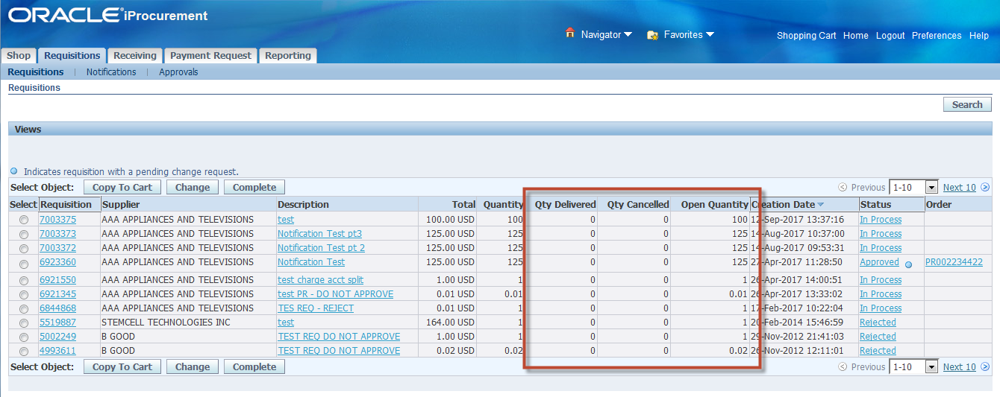 ORACLE® iProcurement
Navigator Favorites Shopping Cart Home Logout Preferences Help
Shop Requisitions Receiving Payment Request Reporting
Requisitions | Notifications | Approvals
Requisitions
Search
Views
Indicates requisition with a pending change request.
Select Object: Copy To Cart Change Complete Previous 1-10 Next 10
Select Requisition Supplier Description Total Quantity Qty Delivered Qty Cancelled Open Quantity Creation Date Status Order
7003375 AAA APPLIANCES AND TELEVISIONS test 100.00 USD 100 0 0 100 12-Sep-2017 13:37:16 In Process
7003373 AAA APPLIANCES AND TELEVISIONS Notification Test pt3 125.00 USD 125 0 0 125 14-Aug-2017 10:37:00 In Process
7003372 AAA APPLIANCES AND TELEVISIONS Notification Test pt 2 125.00 USD 125 0 0 125 14-Aug-2017 09:53:31 In Process
6923360 AAA APPLIANCES AND TELEVISIONS Notification Test 125.00 USD 125 0 0 125 27-Apr-2017 11:28:50 Approved PR002234422
6921550 AAA APPLIANCES AND TELEVISIONS test charge acct split 1.00 USD 1 0 0 1 26-Apr-2017 14:00:51 In Process
6921345 AAA APPLIANCES AND TELEVISIONS test PR - DO NOT APPROVE 0.01 USD 0.01 0 0 0.01 26-Apr-2017 13:33:02 In Process
6844868 AAA APPLIANCES AND TELEVISIONS TES REQ - REJECT 0.01 USD 1 0 0 1 17-Feb-2017 10:22:04 In Process
5519887 STEMCELL TECHNOLOGIES INC test 164.00 USD 1 0 0 1 20-Feb-2014 15:46:59 Rejected
5002249 B GOOD TEST REQ DO NOT APPROVE 1.00 USD 1 0 0 1 29-Nov-2012 21:41:03 Rejected
4993611 B GOOD TEST REQ DO NOT APPROVE 0.02 USD 0.02 0 0 0.02 26-Nov-2012 12:11:01 Rejected
Select Object: Copy To Cart Change Complete Previous 1-10 Next 10